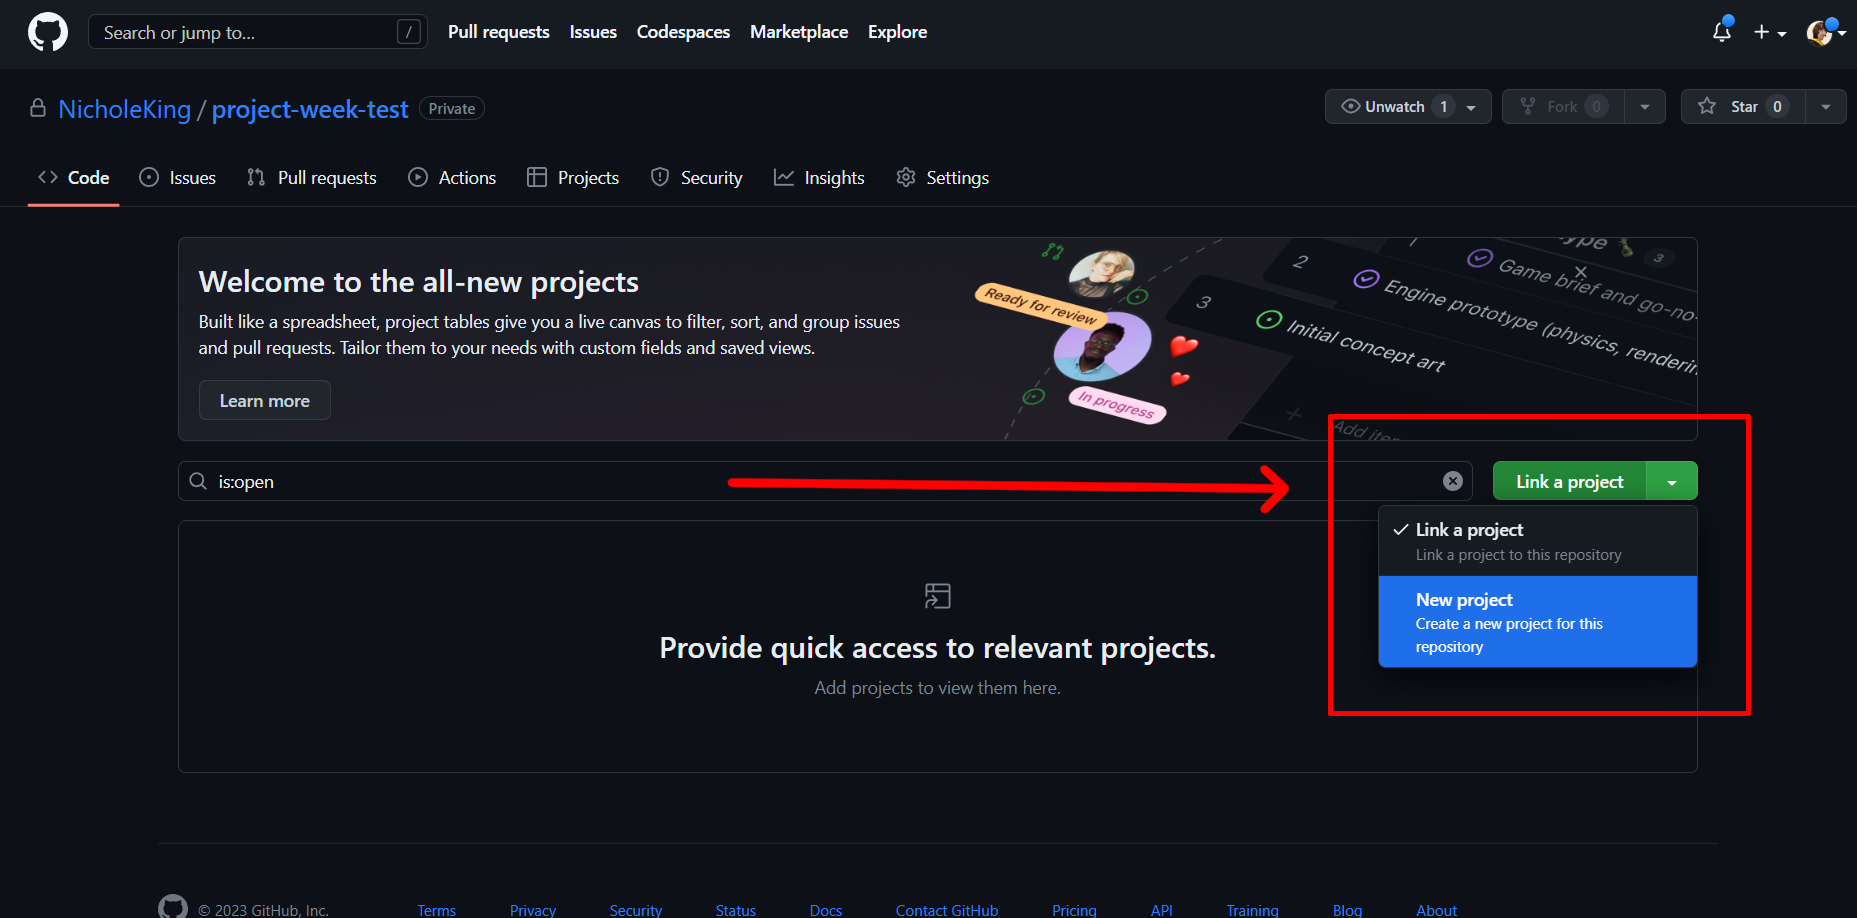 Search or jump to... /
Pull requests Issues Codespaces Marketplace Explore
NicholeKing / project-week-test Private
Unwatch 1 Fork 0 Star 0
Code Issues Pull requests Actions Projects Security Insights Settings
Welcome to the all-new projects
Built like a spreadsheet, project tables give you a live canvas to filter, sort, and group issues
and pull requests. Tailor them to your needs with custom fields and saved views.
Learn more
Ready for review
In progress
1
3
2 Game brief and go-no-
3 Engine prototype (physics, renderin
Initial concept art
is:open
Link a project
Link a project
Link a project to this repository
New project
Create a new project for this
repository
Provide quick access to relevant projects.
Add projects to view them here.
© 2023 GitHub, Inc. Terms Privacy Security Status Docs Contact GitHub Pricing API Training Blog About